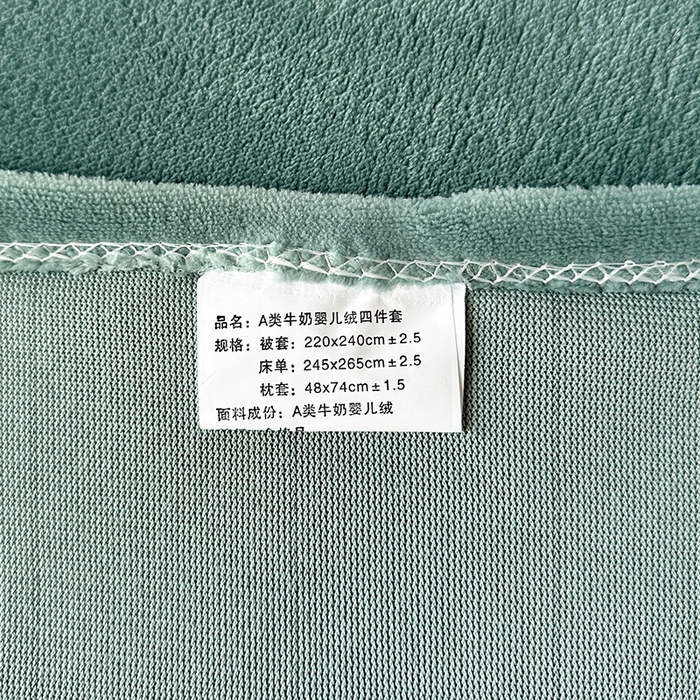 品名：A类牛奶婴儿绒四件套
规格：被套：220x240cm±2.5
床单：245x265cm±2.5
枕套：48x74cm±1.5
面料成份：A类牛奶婴儿绒